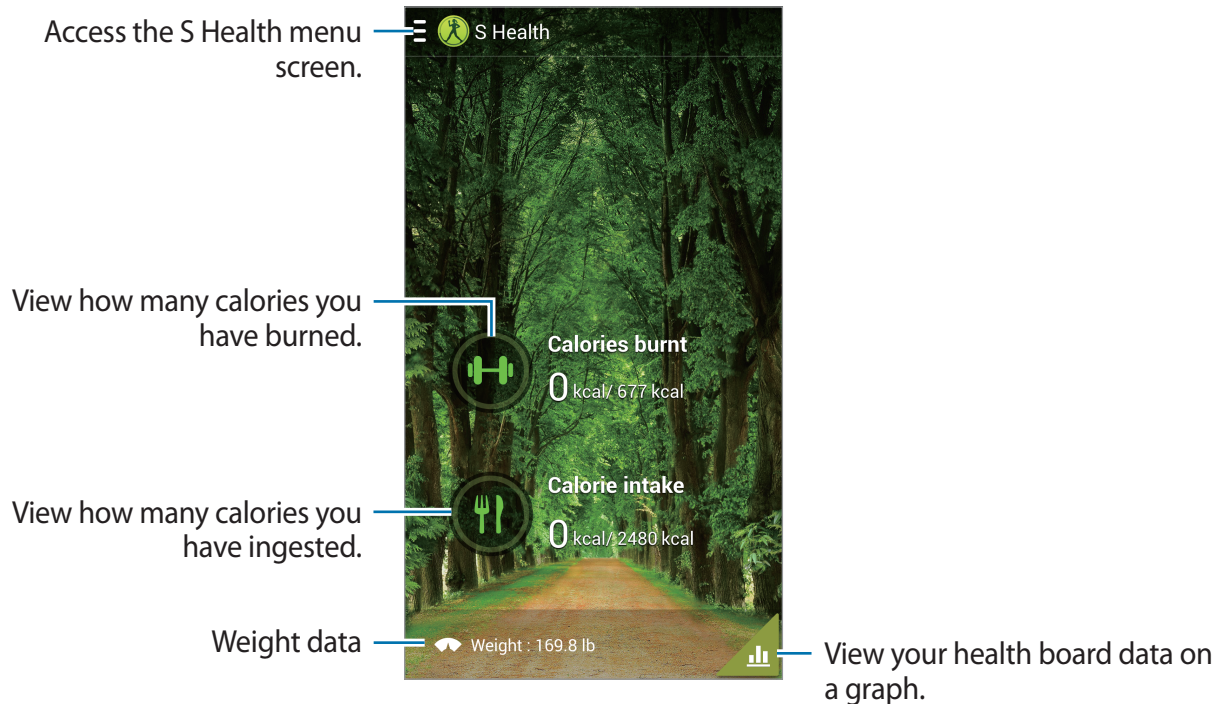 Access the S Health menu
screen.
S Health
View how many calories you
have burned.
Calories burnt
0 kcal/ 677 kcal
View how many calories you
have ingested.
Calorie intake
0 kcal/ 2480 kcal
Weight data
Weight : 169.8 lb
View your health board data on
a graph.